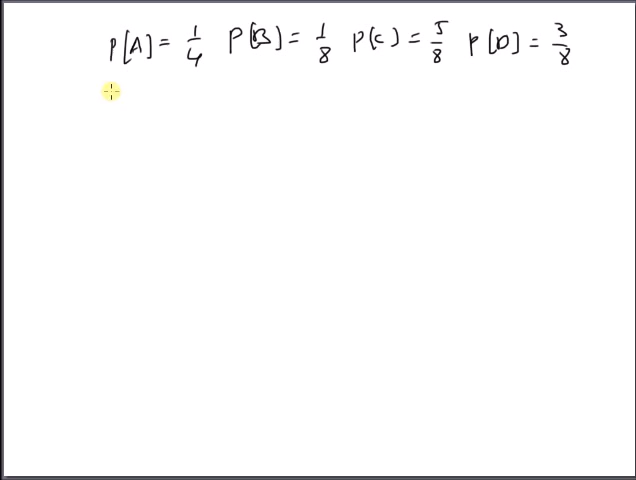 P[A] = 1/4 P[B] = 1/8 P[C] = 5/8 P[D] = 3/8